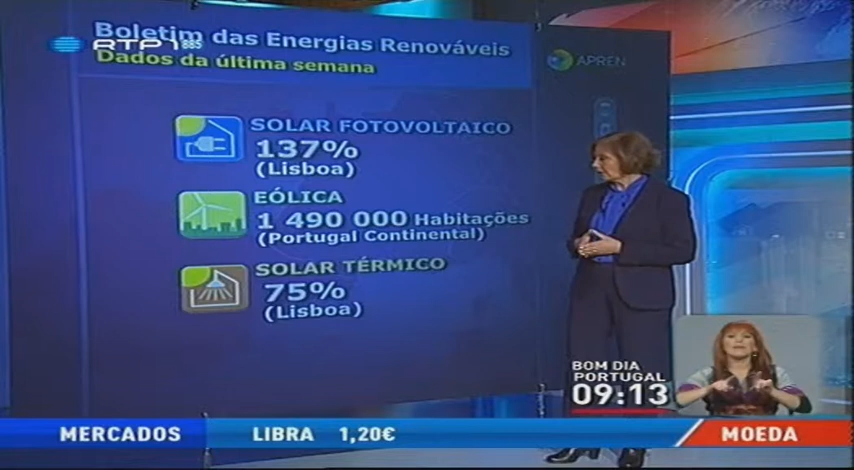 Boletim das Energias Renováveis
RTP1
Dados da última semana
APREN
SOLAR FOTOVOLTAICO
137%
(Lisboa)
EÓLICA
1 490 000 Habitações
(Portugal Continental)
SOLAR TÉRMICO
75%
(Lisboa)
BOM DIA
PORTUGAL
09:13
MERCADOS LIBRA 1,20€ MOEDA